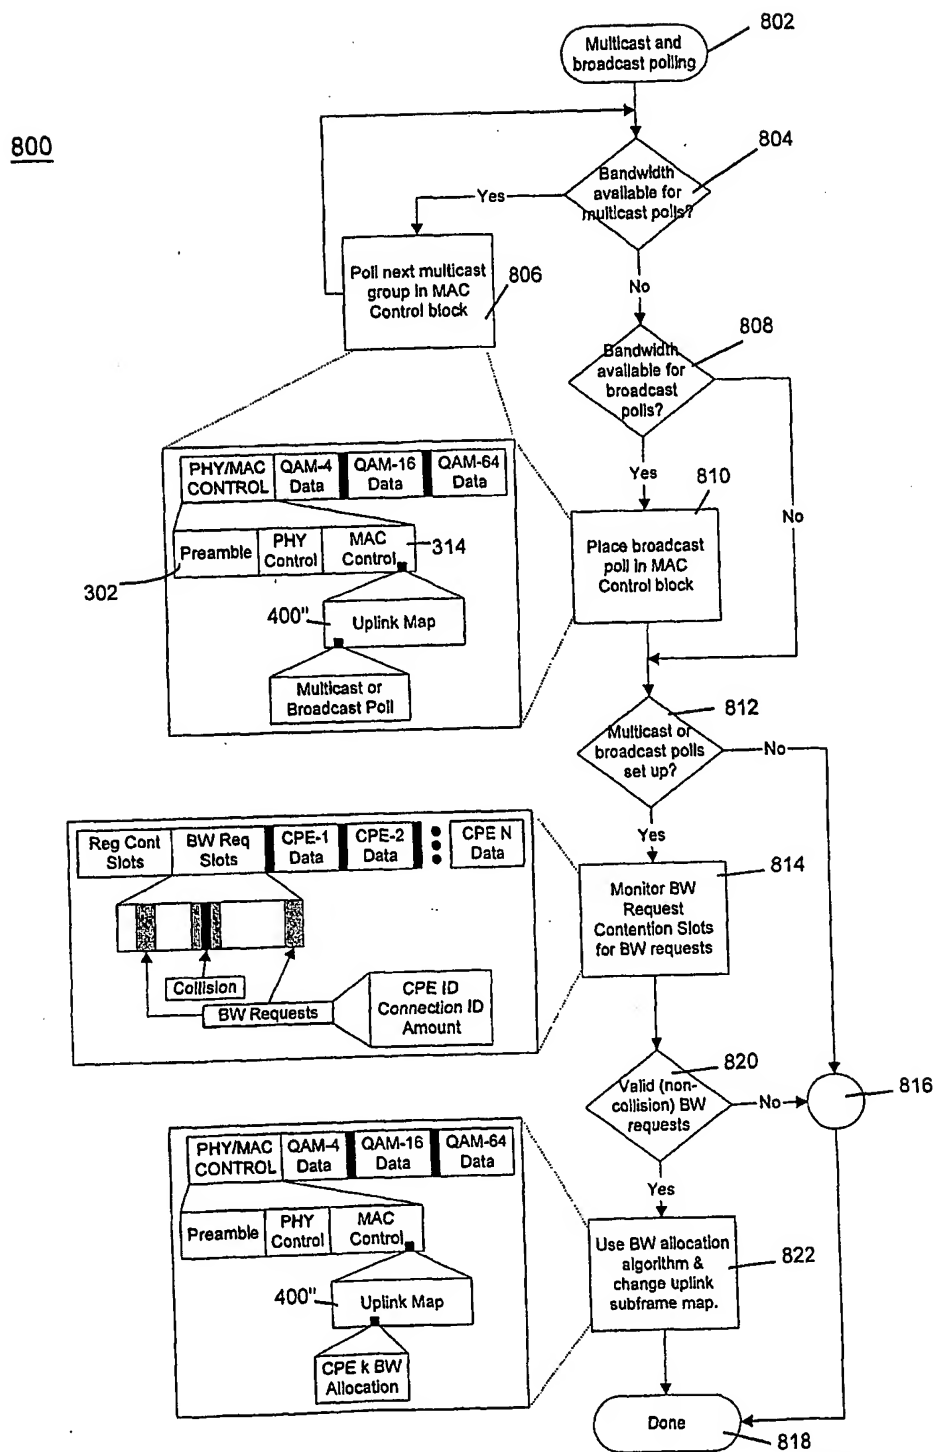 802
Multicast and
broadcast polling
800
804
Bandwidth
available for
multicast polls?
Yes
Poll next multicast
group in MAC
Control block
806
No
808
Bandwidth
available for
broadcast
polls?
PHY/MAC
CONTROL
QAM-4
Data
QAM-16
Data
QAM-64
Data
Yes
810
No
Preamble
PHY
Control
MAC
Control
314
302
Place broadcast
poll in MAC
Control block
400"
Uplink Map
Multicast or
Broadcast Poll
812
Multicast or
broadcast polls
set up?
No
Yes
Reg Cont
Slots
BW Req
Slots
CPE-1
Data
CPE-2
Data
CPE N
Data
814
Monitor BW
Request
Contention Slots
for BW requests
Collision
BW Requests
CPE ID
Connection ID
Amount
820
Valid (non-
collision) BW
requests
No
816
Yes
PHY/MAC
CONTROL
QAM-4
Data
QAM-16
Data
QAM-64
Data
Preamble
PHY
Control
MAC
Control
Use BW allocation
algorithm &
change uplink
subframe map.
822
400"
Uplink Map
CPE k BW
Allocation
Done
818